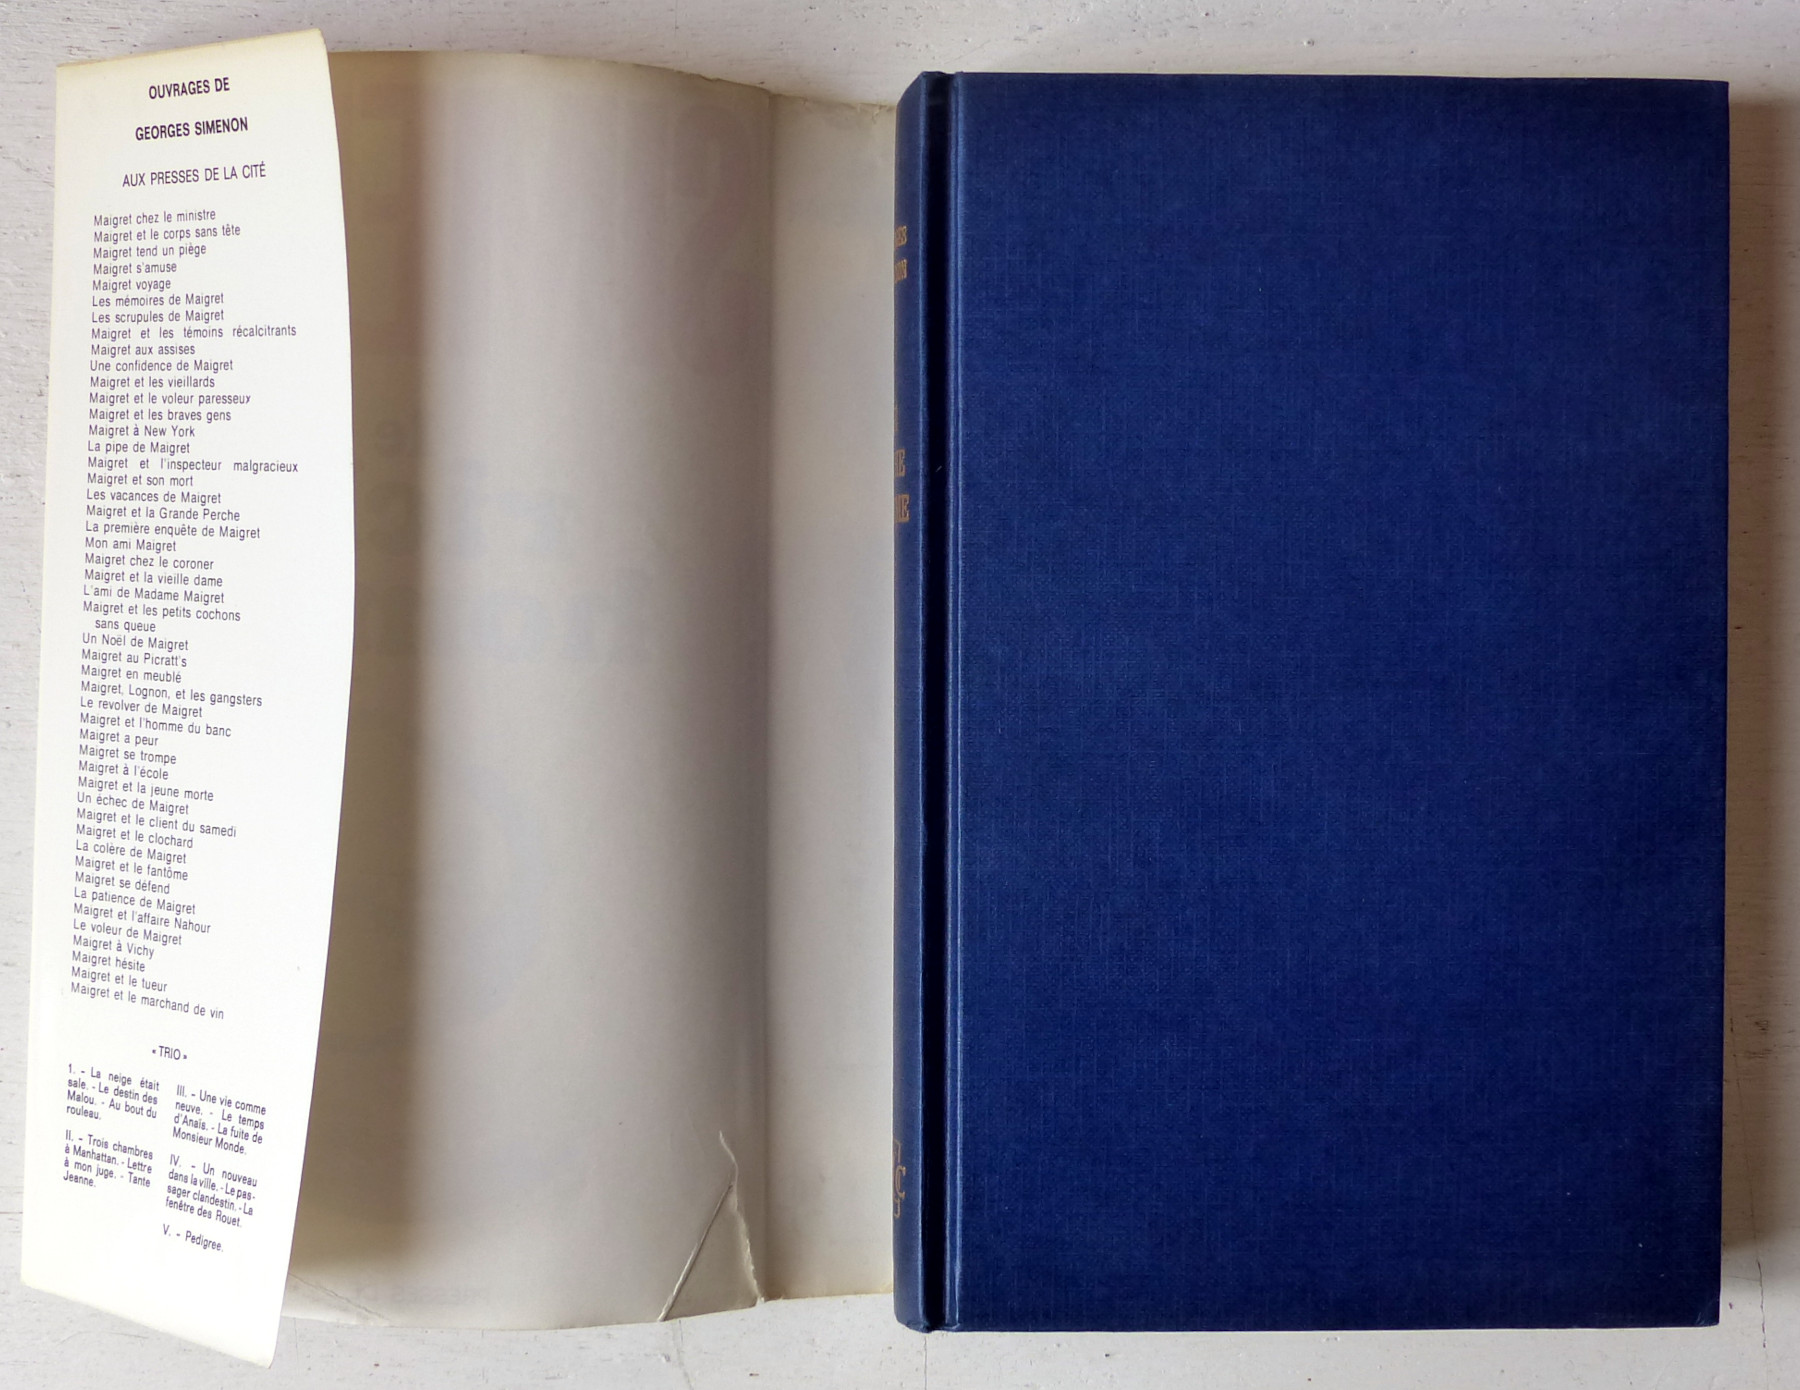 OUVRAGES DE
GEORGES SIMENON
AUX PRESSES DE LA CITÉ
Maigret chez le ministre
Maigret et le corps sans tête
Maigret tend un piège
Maigret s'amuse
Maigret voyage
Les mémoires de Maigret
Les scrupules de Maigret
Maigret et les témoins récalcitrants
Maigret aux assises
Une confidence de Maigret
Maigret et les vieillards
Maigret et le voleur paresseux
Maigret et les braves gens
Maigret à New York
La pipe de Maigret
Maigret et l'inspecteur malgracieux
Maigret et son mort
Les vacances de Maigret
Maigret et la Grande Perche
La première enquête de Maigret
Mon ami Maigret
Maigret chez le coroner
Maigret et la vieille dame
L'ami de Madame Maigret
Maigret et les petits cochons
sans queue
Un Noël de Maigret
Maigret au Picratt's
Maigret en meublé
Maigret, Lognon, et les gangsters
Le revolver de Maigret
Maigret et l'homme du banc
Maigret a peur
Maigret se trompe
Maigret à l'école
Maigret et la jeune morte
Un échec de Maigret
Maigret et le client du samedi
Maigret et le clochard
La colère de Maigret
Maigret et le fantôme
Maigret se défend
La patience de Maigret
Maigret et l'affaire Nahour
Le voleur de Maigret
Maigret à Vichy
Maigret hésite
Maigret et le tueur
Maigret et le marchand de vin
« TRIO »
1. - La neige était
sale. - Le destin des
Malou. - Au bout du
rouleau.
II. - Trois chambres
à Manhattan. - Lettre
à mon juge. - Tante
Jeanne.
III. - Une vie comme
neuve. - Le temps
d'Anaïs. - La fuite de
Monsieur Monde.
IV. - Un nouveau
dans la ville. - Le pas-
sager clandestin. - La
fenêtre des Rouet.
V. - Pedigree.